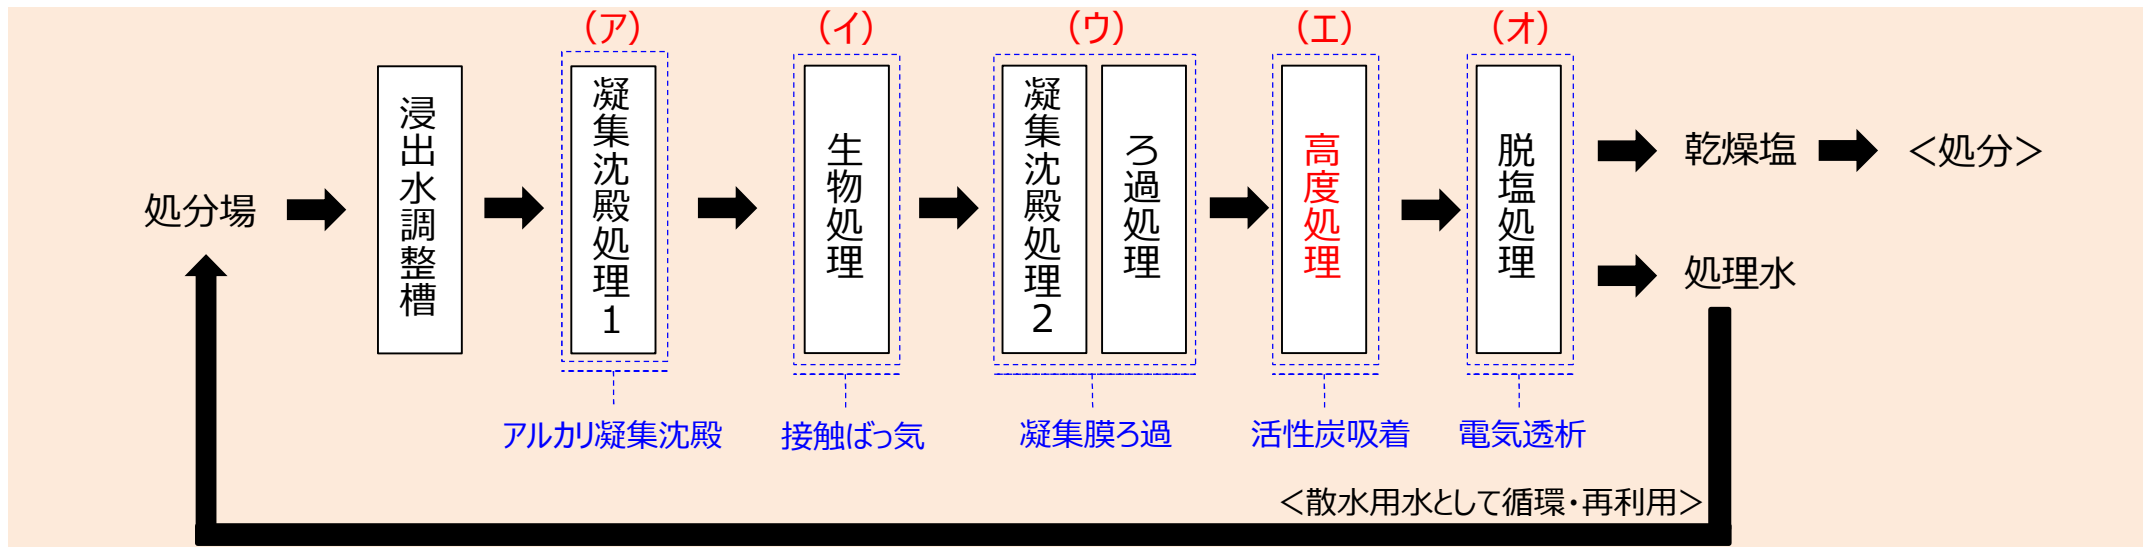 (ア)
(イ)
(ウ)
(エ)
(オ)
処分場
浸出水調整槽
凝集沈殿処理1
生物処理
凝集沈殿処理2
ろ過処理
高度処理
脱塩処理
乾燥塩
<処分>
処理水
アルカリ凝集沈殿
接触ばっ気
凝集膜ろ過
活性炭吸着
電気透析
<散水用水として循環・再利用>